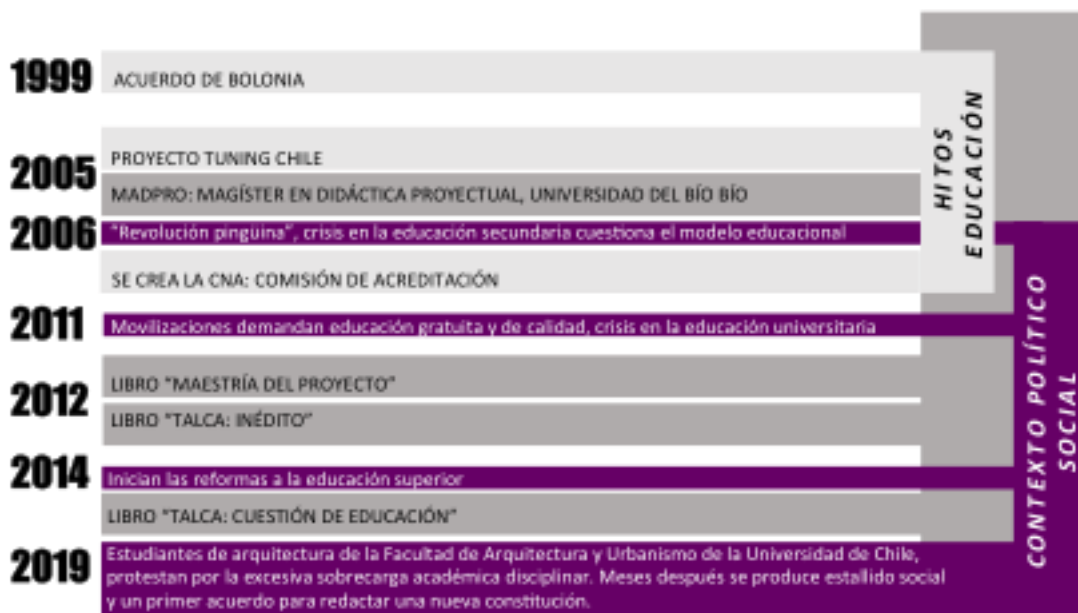 1999
ACUERDO DE BOLONIA
2005
PROYECTO TUNING CHILE
MADPRO: MAGÍSTER EN DIDÁCTICA PROYECTUAL, UNIVERSIDAD DEL BÍO BÍO
2006
"Revolución pingüina", crisis en la educación secundaria cuestiona el modelo educacional
SE CREA LA CNA: COMISIÓN DE ACREDITACIÓN
2011
Movilizaciones demandan educación gratuita y de calidad, crisis en la educación universitaria
2012
LIBRO "MAESTRÍA DEL PROYECTO"
LIBRO "TALCA: INÉDITO"
2014
Inician las reformas a la educación superior
LIBRO "TALCA: CUESTIÓN DE EDUCACIÓN"
2019
Estudiantes de arquitectura de la Facultad de Arquitectura y Urbanismo de la Universidad de Chile,
protestan por la excesiva sobrecarga académica disciplinar. Meses después se produce estallido social
y un primer acuerdo para redactar una nueva constitución.
HITOS
EDUCACIÓN
CONTEXTO POLÍTICO
SOCIAL